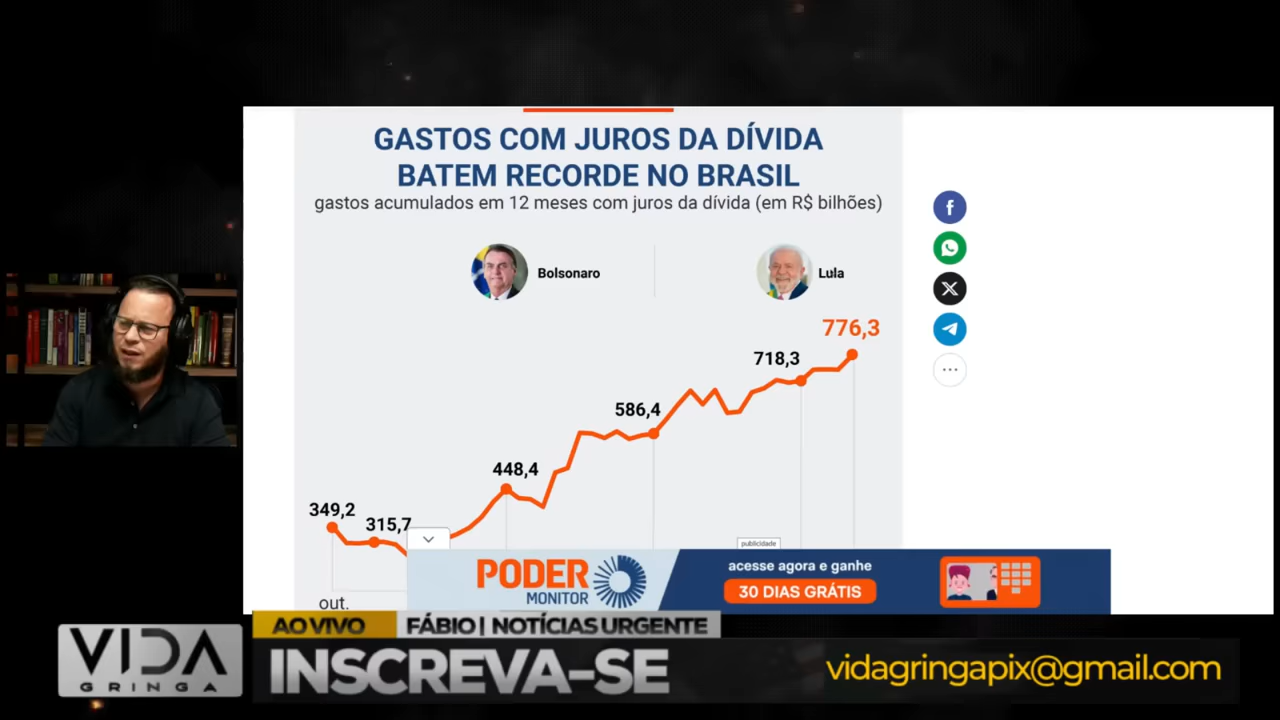 GASTOS COM JUROS DA DÍVIDA
BATEM RECORDE NO BRASIL
gastos acumulados em 12 meses com juros da dívida (em R$ bilhões)
Bolsonaro
Lula
776,3
718,3
586,4
448,4
349,2
315,7
out.
publicidade
PODER
MONITOR
acesse agora e ganhe
30 DIAS GRÁTIS
AO VIVO
FÁBIO | NOTÍCIAS URGENTE
VIDA
GRINGA
INSCREVA-SE
vidagringapix@gmail.com